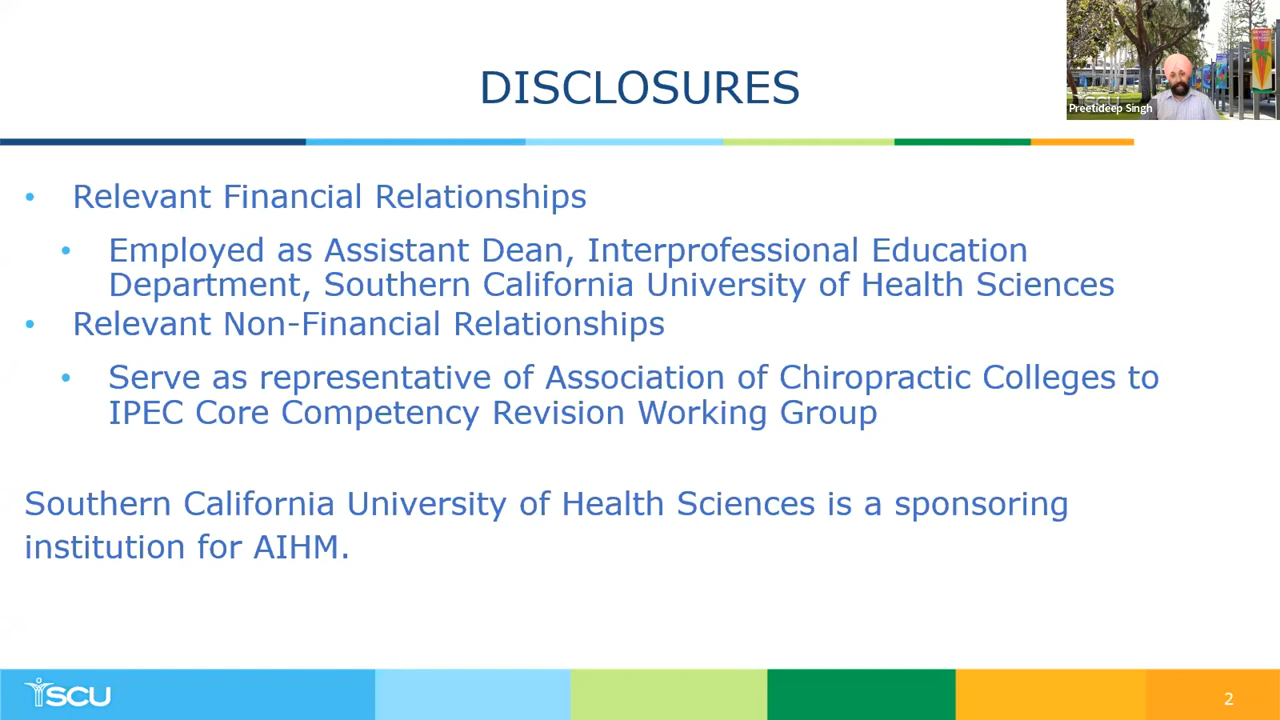 DISCLOSURES
SCU
Preetideep Singh
• Relevant Financial Relationships
• Employed as Assistant Dean, Interprofessional Education
Department, Southern California University of Health Sciences
• Relevant Non-Financial Relationships
• Serve as representative of Association of Chiropractic Colleges to
IPEC Core Competency Revision Working Group
Southern California University of Health Sciences is a sponsoring
institution for AIHM.
SCU
2